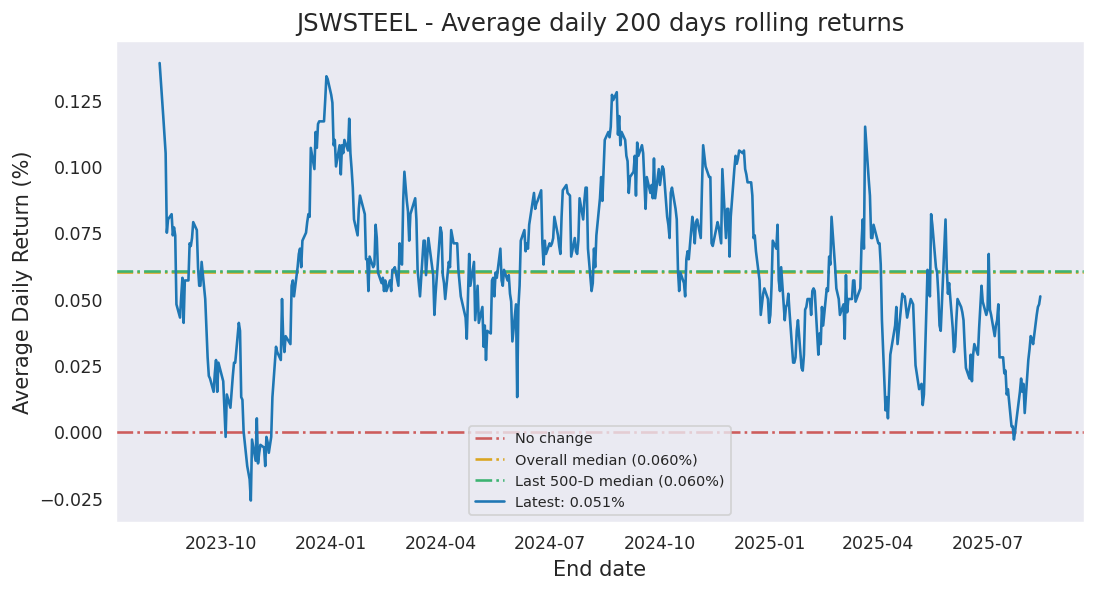 JSWSTEEL - Average daily 200 days rolling returns
Average Daily Return (%)
0.125
0.100
0.075
0.050
0.025
0.000
−0.025
No change
Overall median (0.060%)
Last 500-D median (0.060%)
Latest: 0.051%
2023-10 2024-01 2024-04 2024-07 2024-10 2025-01 2025-04 2025-07
End date